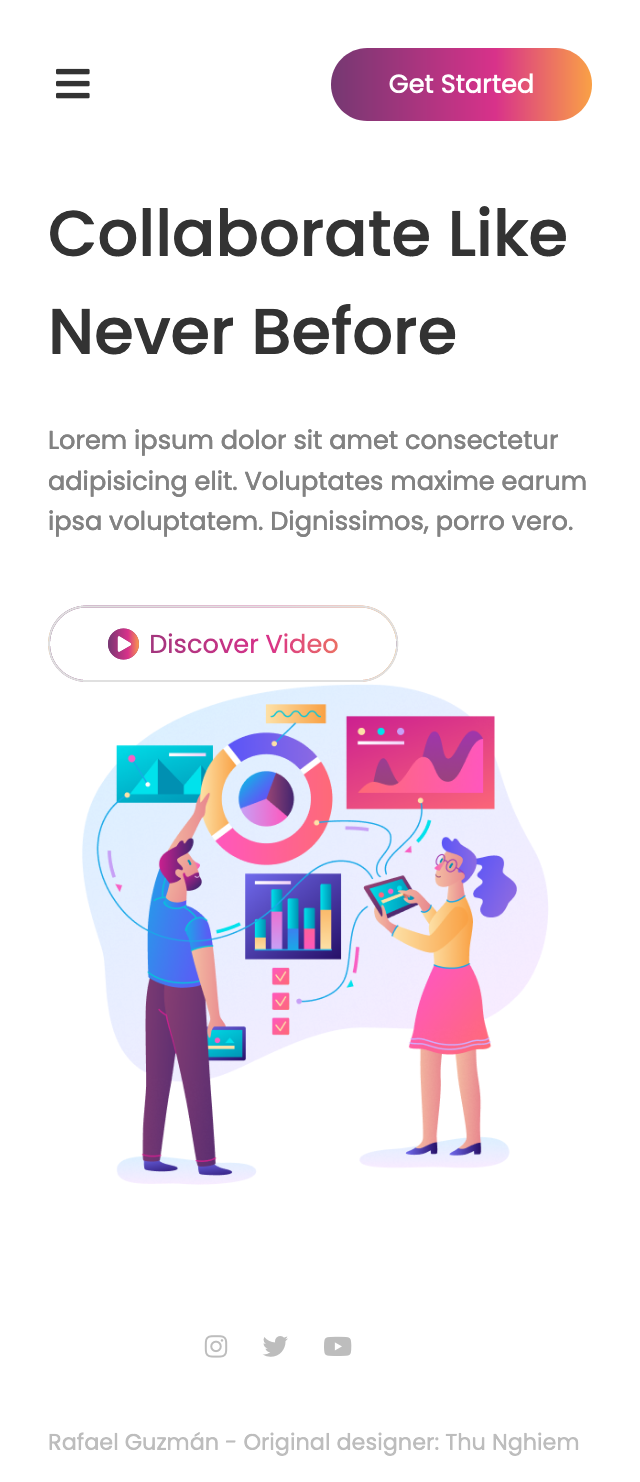 Get Started
Collaborate Like
Never Before
Lorem ipsum dolor sit amet consectetur
adipisicing elit. Voluptates maxime earum
ipsa voluptatem. Dignissimos, porro vero.
Discover Video
Rafael Guzmán - Original designer: Thu Nghiem